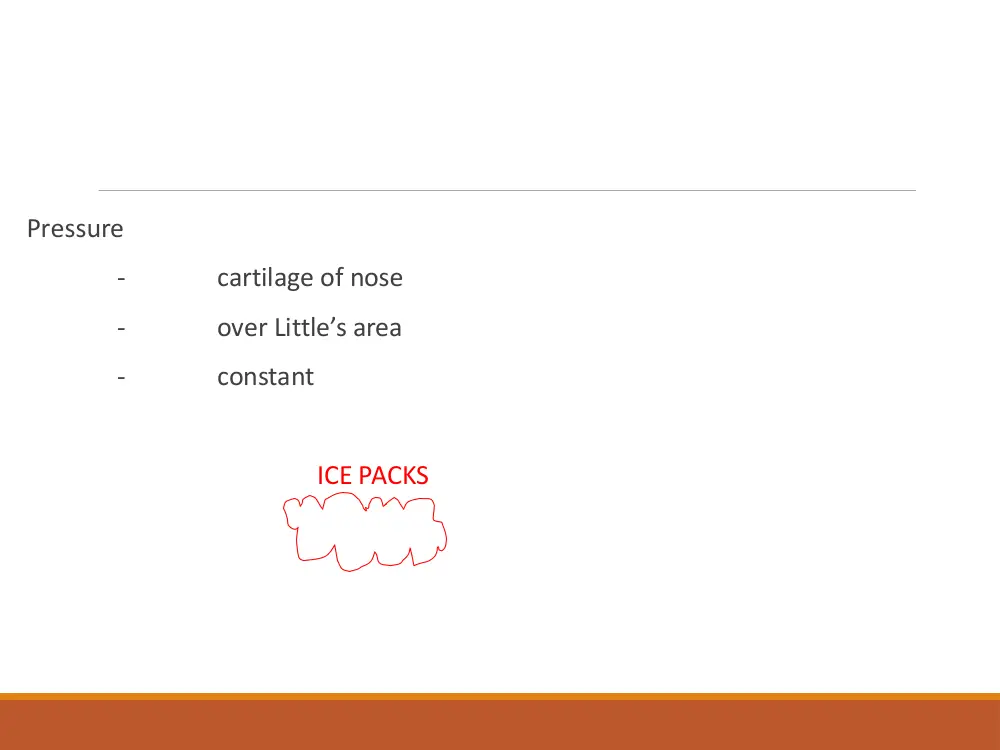 Pressure
- cartilage of nose
- over Little’s area
- constant
ICE PACKS